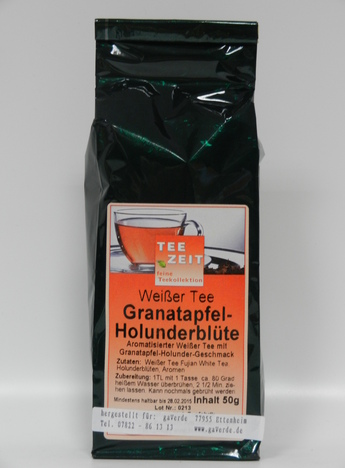 TEE
ZEIT
feine
Teekollektion
Weißer Tee
Granatapfel-
Holunderblüte
Aromatisierter Weißer Tee mit
Granatapfel-Holunder-Geschmack
Zutaten: Weißer Tee Fujian White Tea
Holunderblüten, Aromen
Zubereitung: 1TL mit 1 Tasse ca. 80 Grad
heißem Wasser überbrühen, 2 1/2 Min. zie-
hen lassen. Kann nochmals gebrüht werden.
Mindestens haltbar bis 28.02.2015 Inhalt 50g
Lot Nr.: 0213
hergestellt für: gaVerde 77955 Ottenheim
Tel. 07822 - 86 13 13 www.gaVerde.de